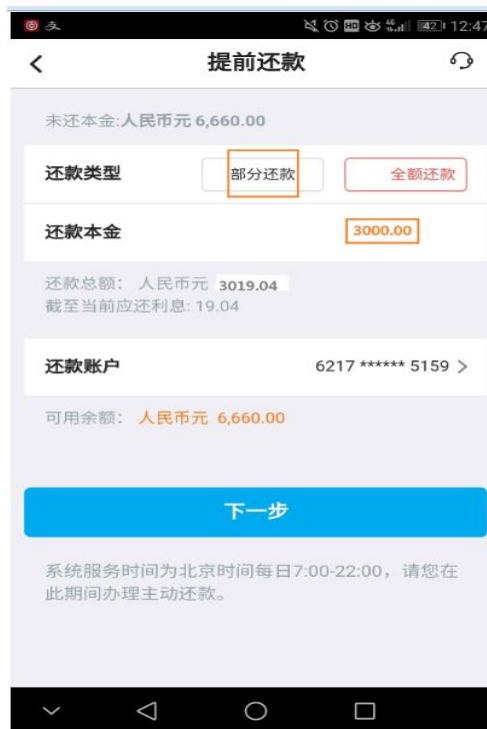 支 HD 46 42 12:47
提前还款
未还本金:人民币元 6,660.00
还款类型 部分还款 全额还款
还款本金 3000.00
还款总额: 人民币元 3019.04
截至当前应还利息: 19.04
还款账户 6217 ****** 5159 >
可用余额: 人民币元 6,660.00
下一步
系统服务时间为北京时间每日7:00-22:00，请您在
此期间办理主动还款。